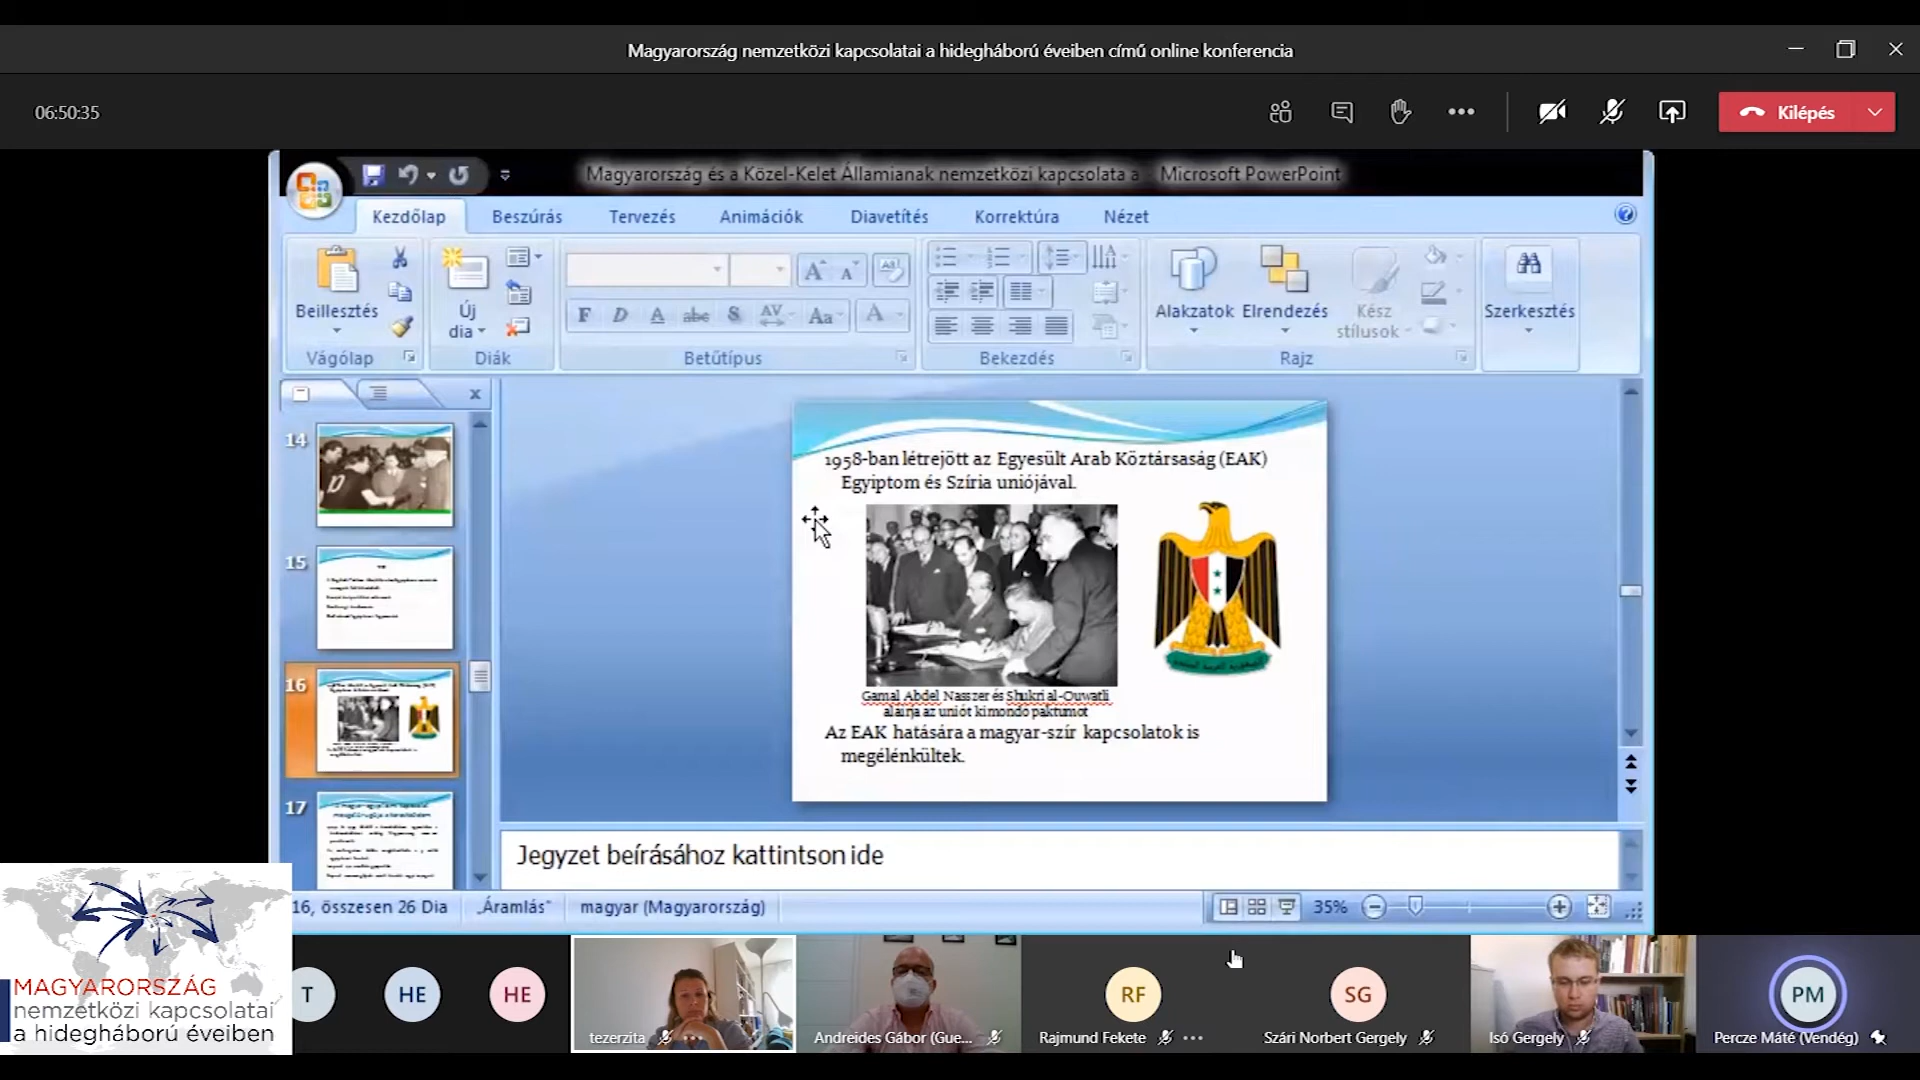 Magyarország nemzetközi kapcsolatai a hidegháború éveiben című online konferencia
06:50:35
Kilépés
Magyarország és a Közel-Kelet Államianak nemzetközi kapcsolata a - Microsoft PowerPoint
Kezdőlap Beszúrás Tervezés Animációk Diavetítés Korrektúra Nézet
Beillesztés Új dia Alakzatok Elrendezés Kész stílusok Szerkesztés
F D A abc S AV Aa A
Vágólap Diák Betűtípus Bekezdés Rajz
14
15
16
17
1958-ban létrejött az Egyesült Arab Köztársaság (EAK)
Egyiptom és Szíria uniójával.
Gamal Abdel Nasszer és Shukri al-Ouwatli
aláírja az uniót kimondó paktumot
Az EAK hatására a magyar-szír kapcsolatok is
megélénkültek.
Jegyzet beírásához kattintson ide
16, összesen 26 Dia „Áramlás" magyar (Magyarország) 35%
MAGYARORSZÁG
nemzetközi kapcsolatai
a hidegháború éveiben
T HE HE RF SG PM
tezerzita Andreides Gábor (Gue... Rajmund Fekete Szári Norbert Gergely Isó Gergely Percze Máté (Vendég)